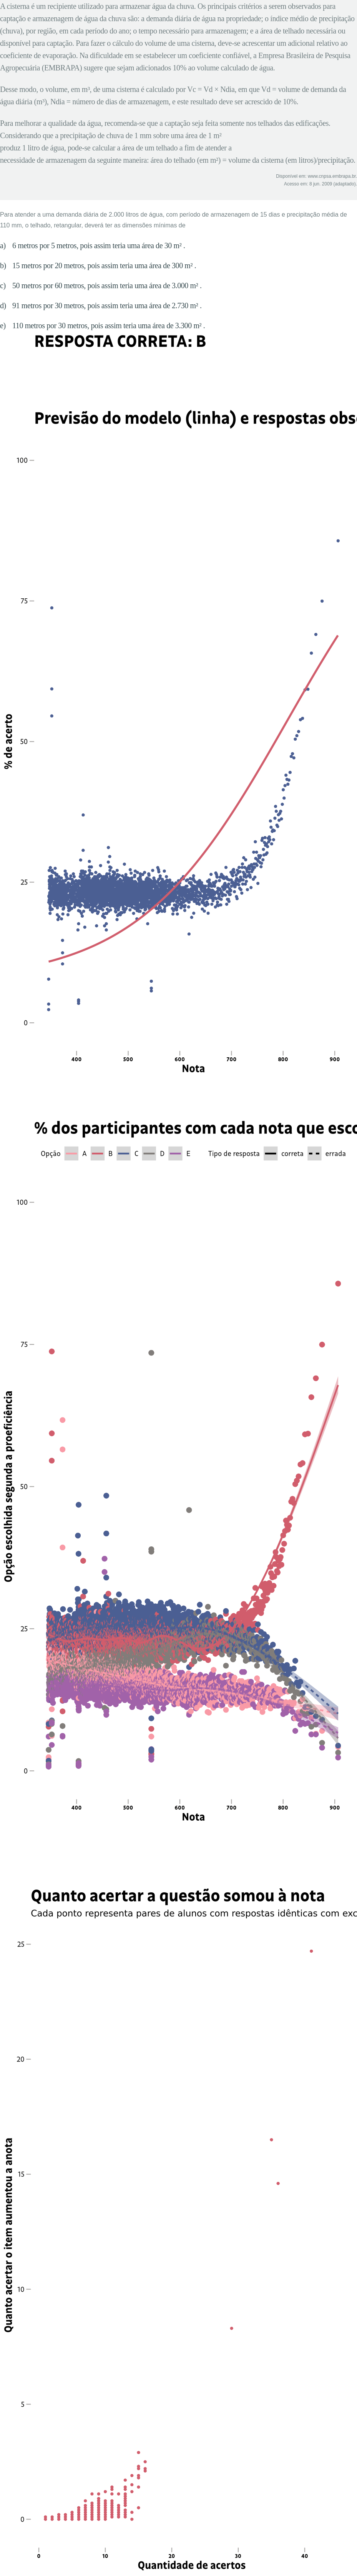 A cisterna é um recipiente utilizado para armazenar água da chuva. Os principais critérios a serem observados para
captação e armazenagem de água da chuva são: a demanda diária de água na propriedade; o índice médio de precipitação
(chuva), por região, em cada período do ano; o tempo necessário para armazenagem; e a área de telhado necessária ou
disponível para captação. Para fazer o cálculo do volume de uma cisterna, deve-se acrescentar um adicional relativo ao
coeficiente de evaporação. Na dificuldade em se estabelecer um coeficiente confiável, a Empresa Brasileira de Pesquisa
Agropecuária (EMBRAPA) sugere que sejam adicionados 10% ao volume calculado de água.
Desse modo, o volume, em m³, de uma cisterna é calculado por Vc = Vd × Ndia, em que Vd = volume de demanda da
água diária (m³), Ndia = número de dias de armazenagem, e este resultado deve ser acrescido de 10%.
Para melhorar a qualidade da água, recomenda-se que a captação seja feita somente nos telhados das edificações.
Considerando que a precipitação de chuva de 1 mm sobre uma área de 1 m²
produz 1 litro de água, pode-se calcular a área de um telhado a fim de atender a
necessidade de armazenagem da seguinte maneira: área do telhado (em m²) = volume da cisterna (em litros)/precipitação.
Disponível em: www.cnpsa.embrapa.br.
Acesso em: 8 jun. 2009 (adaptado).
Para atender a uma demanda diária de 2.000 litros de água, com período de armazenagem de 15 dias e precipitação média de
110 mm, o telhado, retangular, deverá ter as dimensões mínimas de
a) 6 metros por 5 metros, pois assim teria uma área de 30 m² .
b) 15 metros por 20 metros, pois assim teria uma área de 300 m² .
c) 50 metros por 60 metros, pois assim teria uma área de 3.000 m² .
d) 91 metros por 30 metros, pois assim teria uma área de 2.730 m² .
e) 110 metros por 30 metros, pois assim teria uma área de 3.300 m² .
RESPOSTA CORRETA: B
Previsão do modelo (linha) e respostas obs
100
75
50
25
0
% de acerto
400 500 600 700 800 900
Nota
% dos participantes com cada nota que esco
Opção A B C D E Tipo de resposta correta errada
100
75
50
25
0
Opção escolhida segunda a proeficiência
400 500 600 700 800 900
Nota
Quanto acertar a questão somou à nota
Cada ponto representa pares de alunos com respostas idênticas com exc
25
20
15
10
5
0
Quanto acertar o item aumentou a anota
0 10 20 30 40
Quantidade de acertos